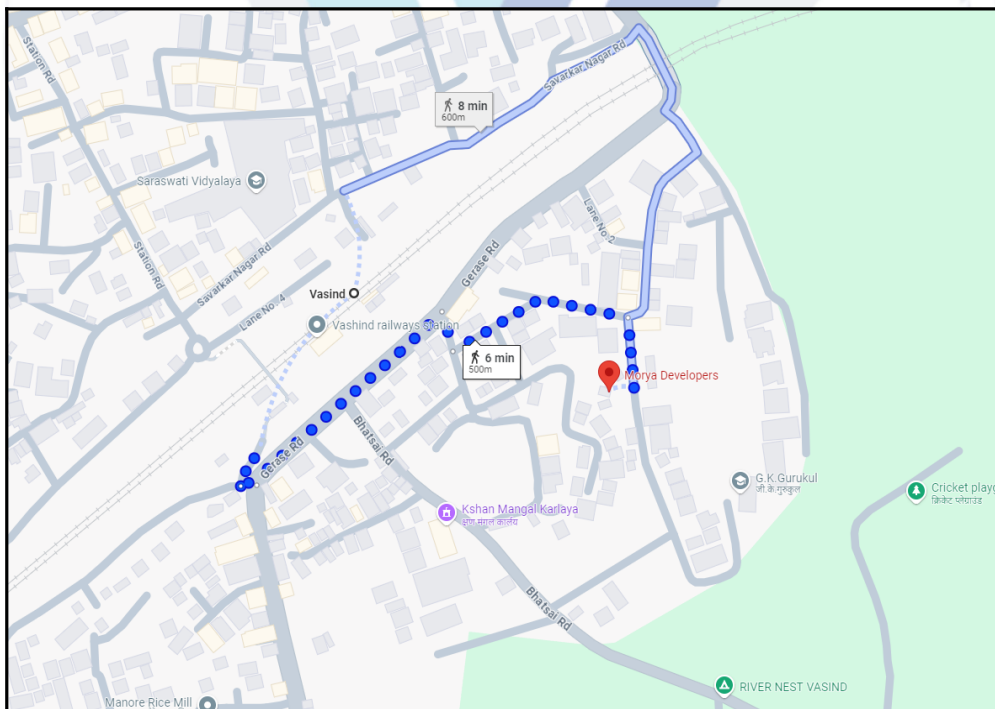 Station Rd
Savarkar Nagar Rd
8 min
600m
Saraswati Vidyalaya
Lane No. 2
Station Rd
Savarkar Nagar Rd
Gerase Rd
Vasind
Lane No. 4
Vashind railways station
6 min
500m
Morya Developers
Bhatsai Rd
Gerase Rd
G.K Gurukul
जी.के.गुरुकुल
Cricket playg
क्रिकेट प्लेग्राउंड
Kshan Mangal Karlaya
क्षण मंगल कार्लय
Bhatsai Rd
RIVER NEST VASIND
Manore Rice Mill